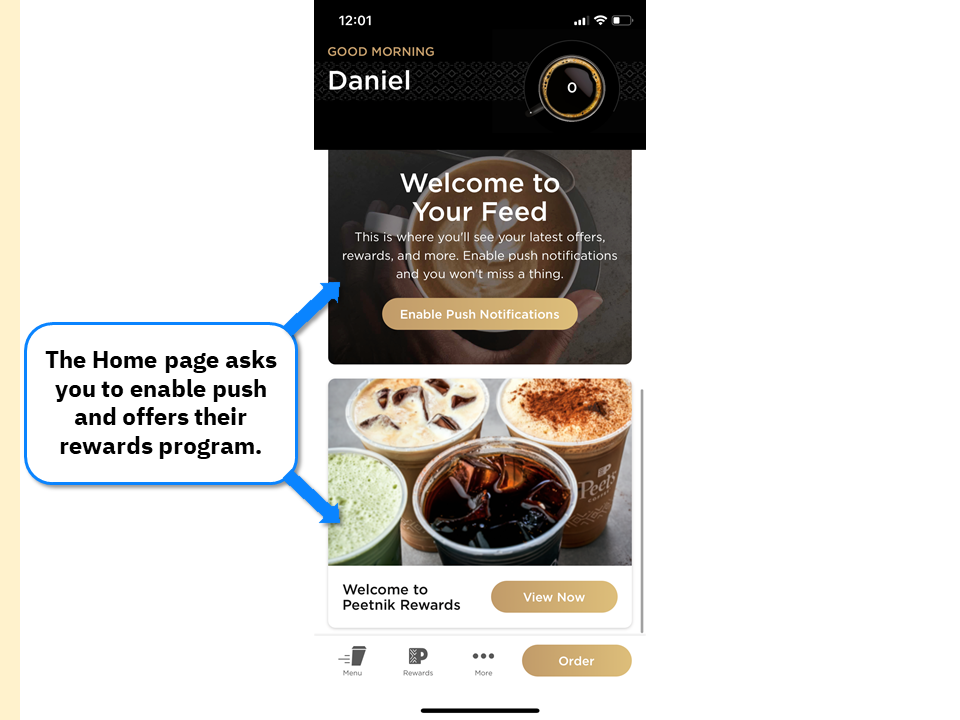 12:01
GOOD MORNING
Daniel
0
Welcome to
Your Feed
This is where you'll see your latest offers,
rewards, and more. Enable push notifications
and you won't miss a thing.
Enable Push Notifications
The Home page asks
you to enable push
and offers their
rewards program.
Peet's
COFFEE
Welcome to
Peetnik Rewards
View Now
Menu
Rewards
More
Order